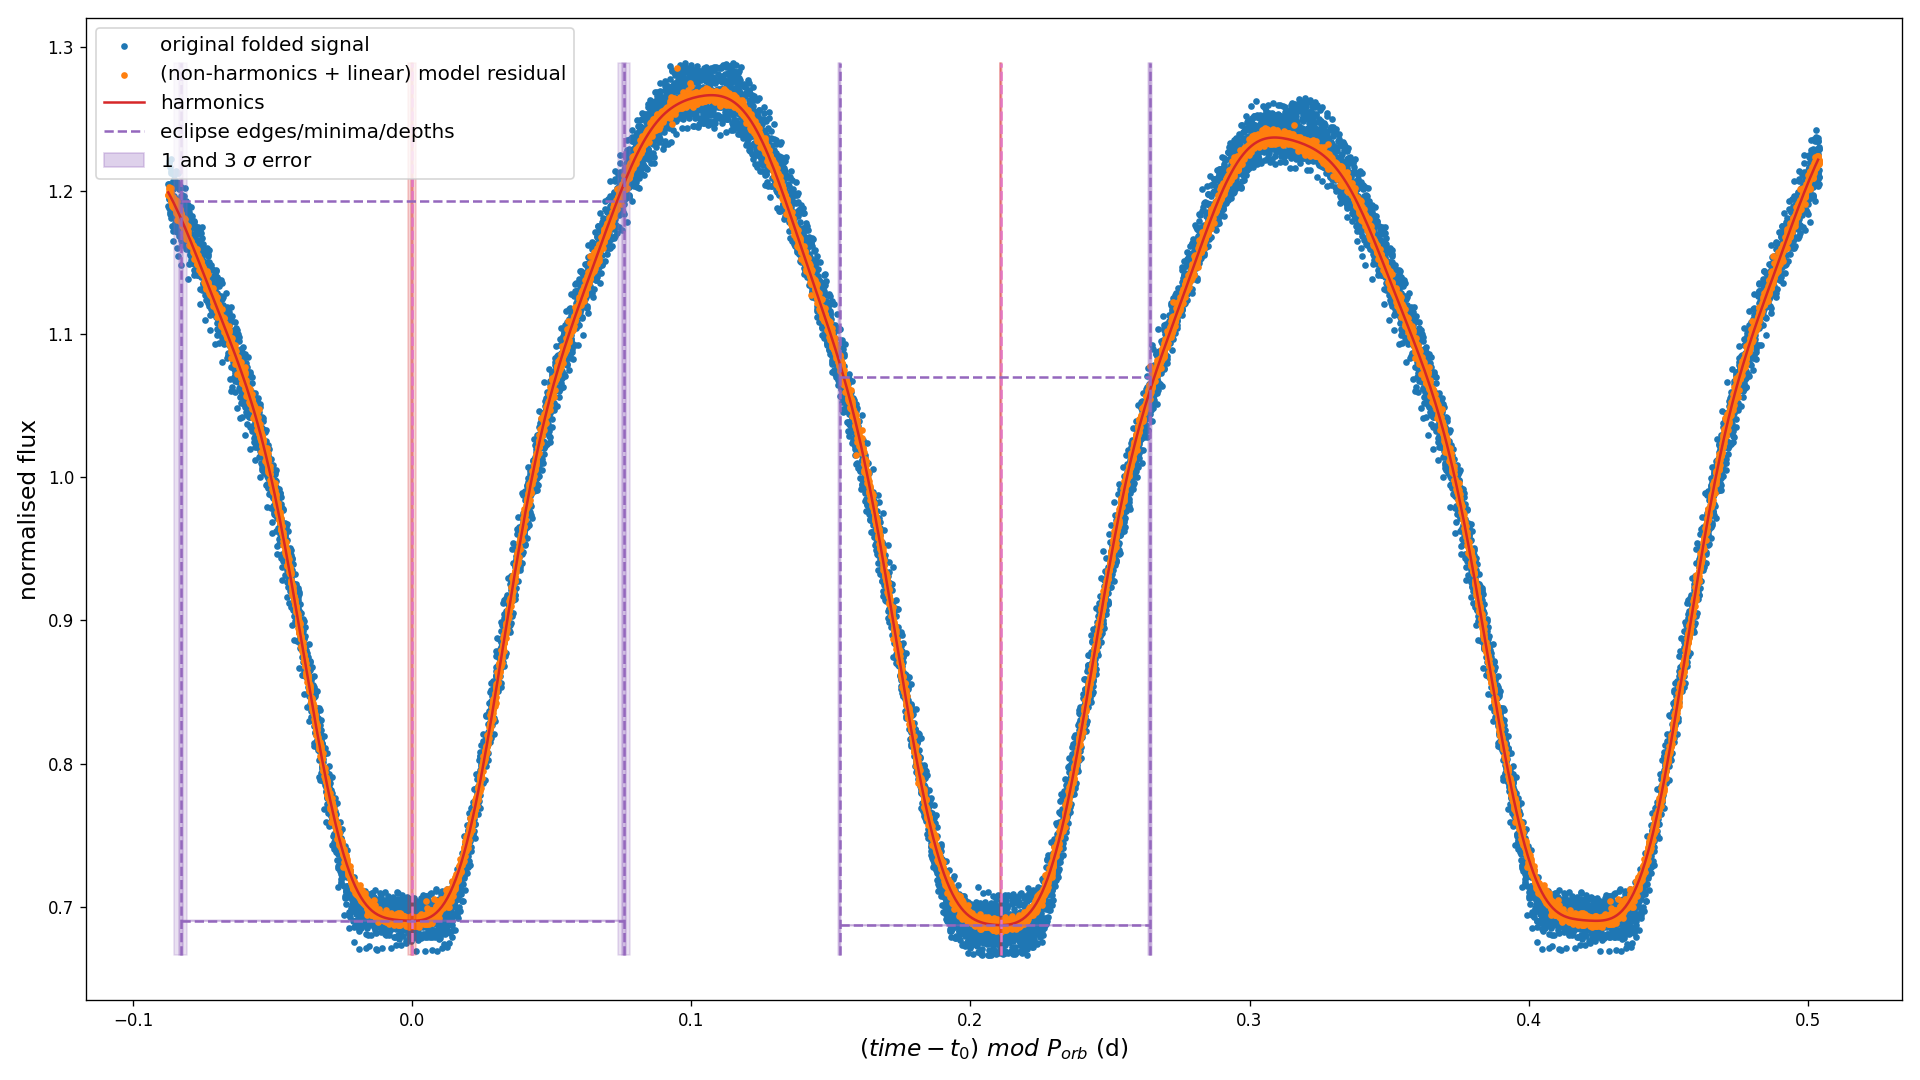 original folded signal
(non-harmonics + linear) model residual
harmonics
eclipse edges/minima/depths
1 and 3 σ error
normalised flux
1.3
1.2
1.1
1.0
0.9
0.8
0.7
−0.1 0.0 0.1 0.2 0.3 0.4 0.5
(time − t₀) mod Pₒᵣb (d)